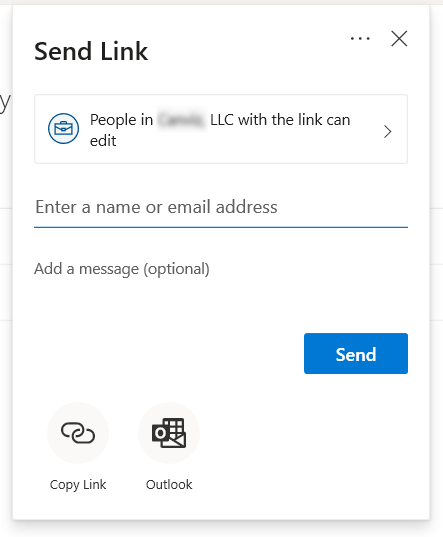 Send Link
y
People in LLC with the link can
edit
Enter a name or email address
Add a message (optional)
Send
Copy Link
Outlook